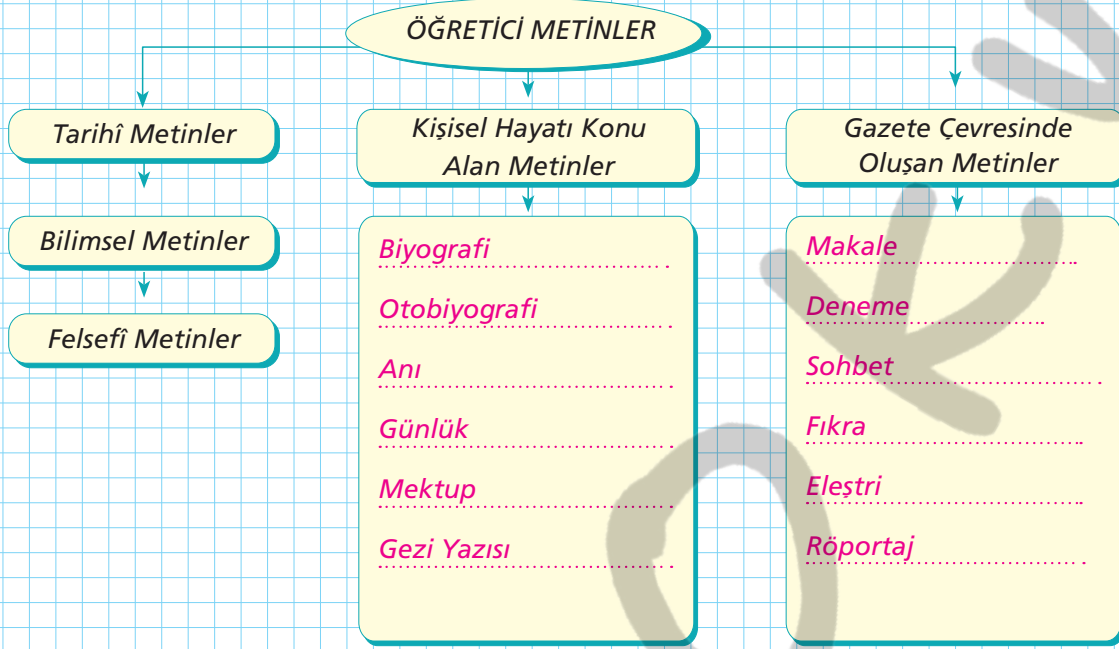 ÖĞRETİCİ METİNLER
Tarihî Metinler
Bilimsel Metinler
Felsefî Metinler
Kişisel Hayatı Konu
Alan Metinler
Biyografi
Otobiyografi
Anı
Günlük
Mektup
Gezi Yazısı
Gazete Çevresinde
Oluşan Metinler
Makale
Deneme
Sohbet
Fıkra
Eleştri
Röportaj